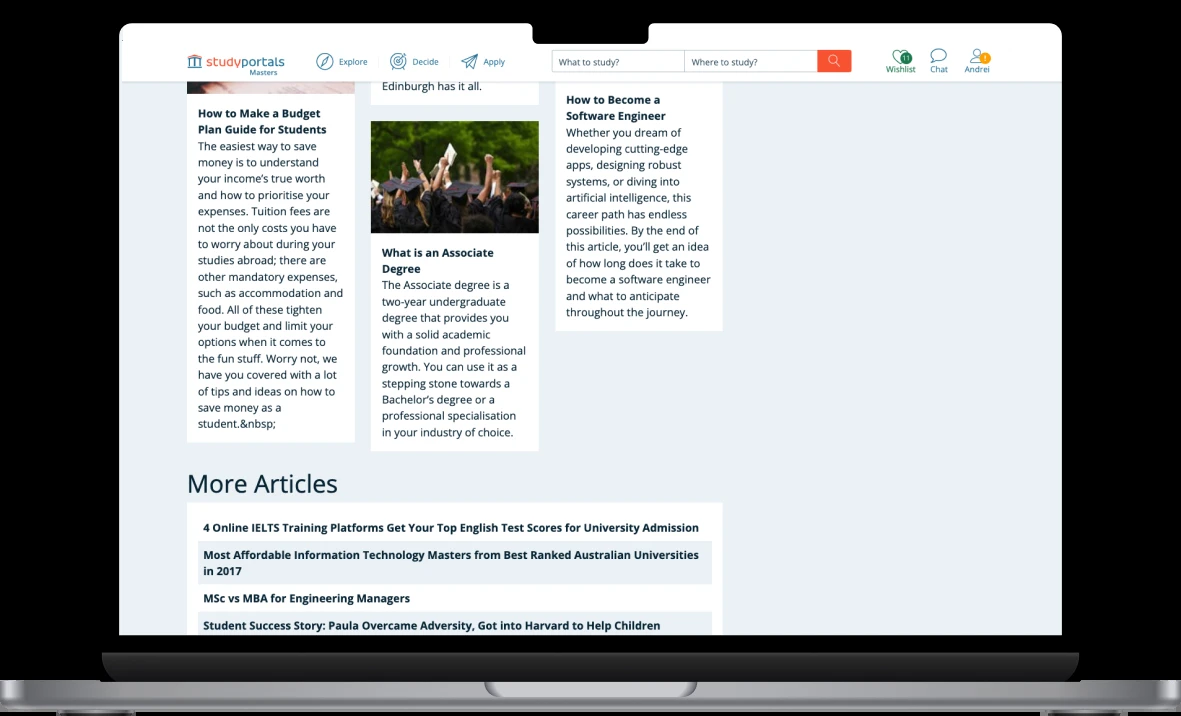 studyportals
Masters
Explore
Decide
Apply
What to study?
Where to study?
11
Wishlist
Chat
!
Andrei
How to Make a Budget
Plan Guide for Students
The easiest way to save
money is to understand
your income's true worth
and how to prioritise your
expenses. Tuition fees are
not the only costs you have
to worry about during your
studies abroad; there are
other mandatory expenses,
such as accommodation and
food. All of these tighten
your budget and limit your
options when it comes to
the fun stuff. Worry not, we
have you covered with a lot
of tips and ideas on how to
save money as a
student.&nbsp;
Edinburgh has it all.
What is an Associate
Degree
The Associate degree is a
two-year undergraduate
degree that provides you
with a solid academic
foundation and professional
growth. You can use it as a
stepping stone towards a
Bachelor's degree or a
professional specialisation
in your industry of choice.
How to Become a
Software Engineer
Whether you dream of
developing cutting-edge
apps, designing robust
systems, or diving into
artificial intelligence, this
career path has endless
possibilities. By the end of
this article, you'll get an idea
of how long does it take to
become a software engineer
and what to anticipate
throughout the journey.
More Articles
4 Online IELTS Training Platforms Get Your Top English Test Scores for University Admission
Most Affordable Information Technology Masters from Best Ranked Australian Universities
in 2017
MSc vs MBA for Engineering Managers
Student Success Story: Paula Overcame Adversity, Got into Harvard to Help Children